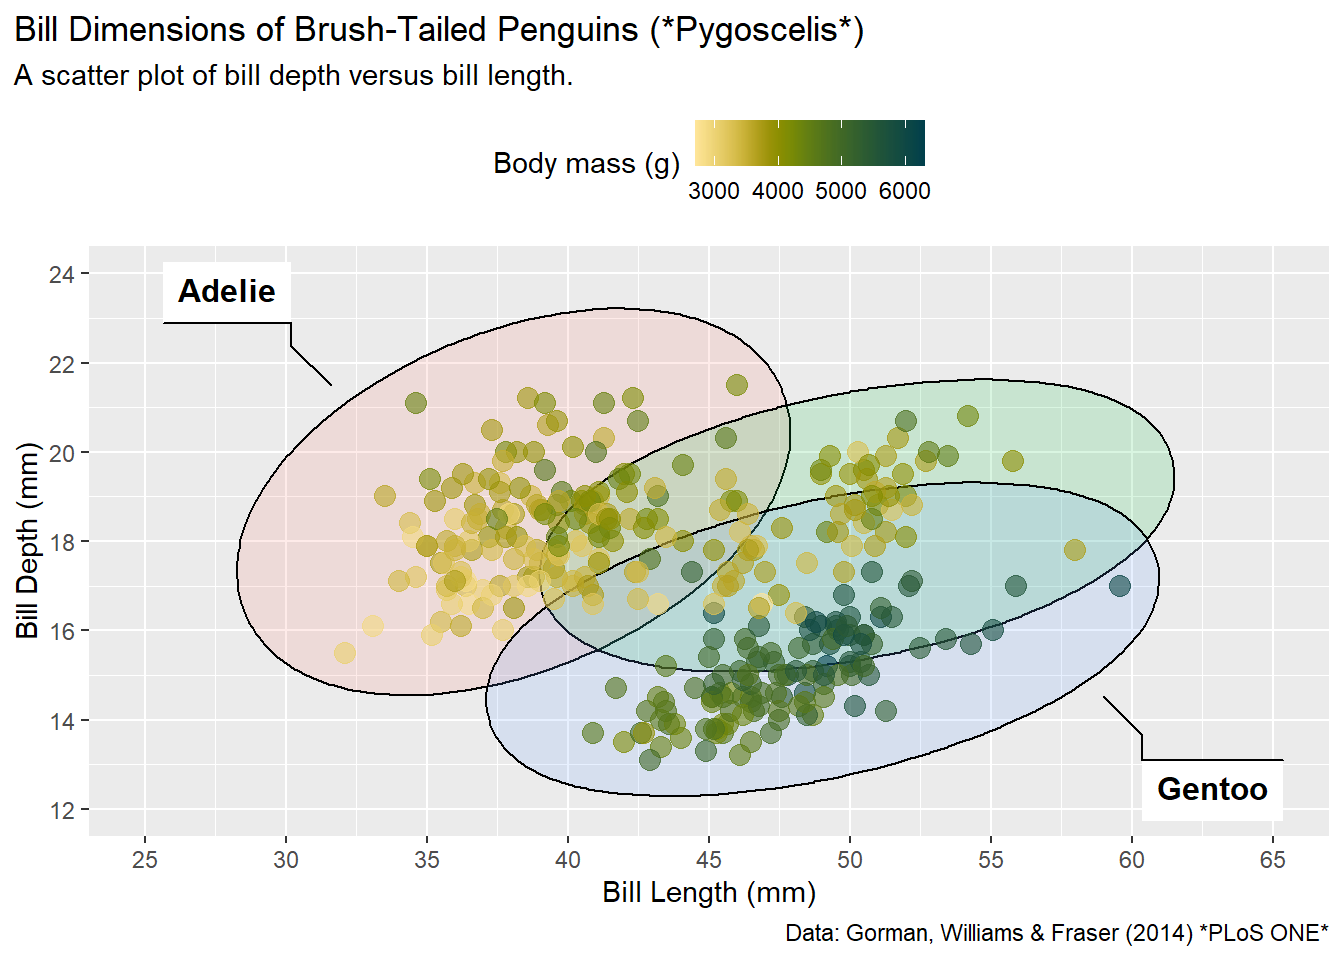 Bill Dimensions of Brush-Tailed Penguins (*Pygoscelis*)
A scatter plot of bill depth versus bill length.
Body mass (g)
3000 4000 5000 6000
Adelie
Gentoo
Bill Depth (mm)
24
22
20
18
16
14
12
25 30 35 40 45 50 55 60 65
Bill Length (mm)
Data: Gorman, Williams & Fraser (2014) *PLoS ONE*